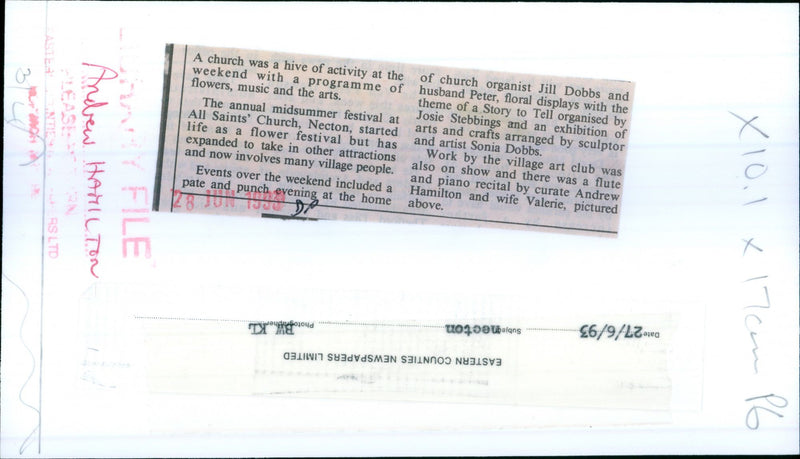 A church was a hive of activity at the
weekend with a programme of
flowers, music and the arts.
The annual midsummer festival at
All Saints' Church, Necton, started
life as a flower festival but has
expanded to take in other attractions
and now involves many village people.
Events over the weekend included a
pate and punch evening at the home
of church organist Jill Dobbs and
husband Peter, floral displays with the
theme of a Story to Tell organised by
Josie Stebbings and an exhibition of
arts and crafts arranged by sculptor
and artist Sonia Dobbs.
Work by the village art club was
also on show and there was a flute
and piano recital by curate Andrew
Hamilton and wife Valerie, pictured
above.
28 JUN 1993
Andrew HAMILTON
FILE
X10.1 x 17cm P6
EASTERN COUNTIES NEWSPAPERS LIMITED
Date 27/6/93 Subject necton Photographer BW KL